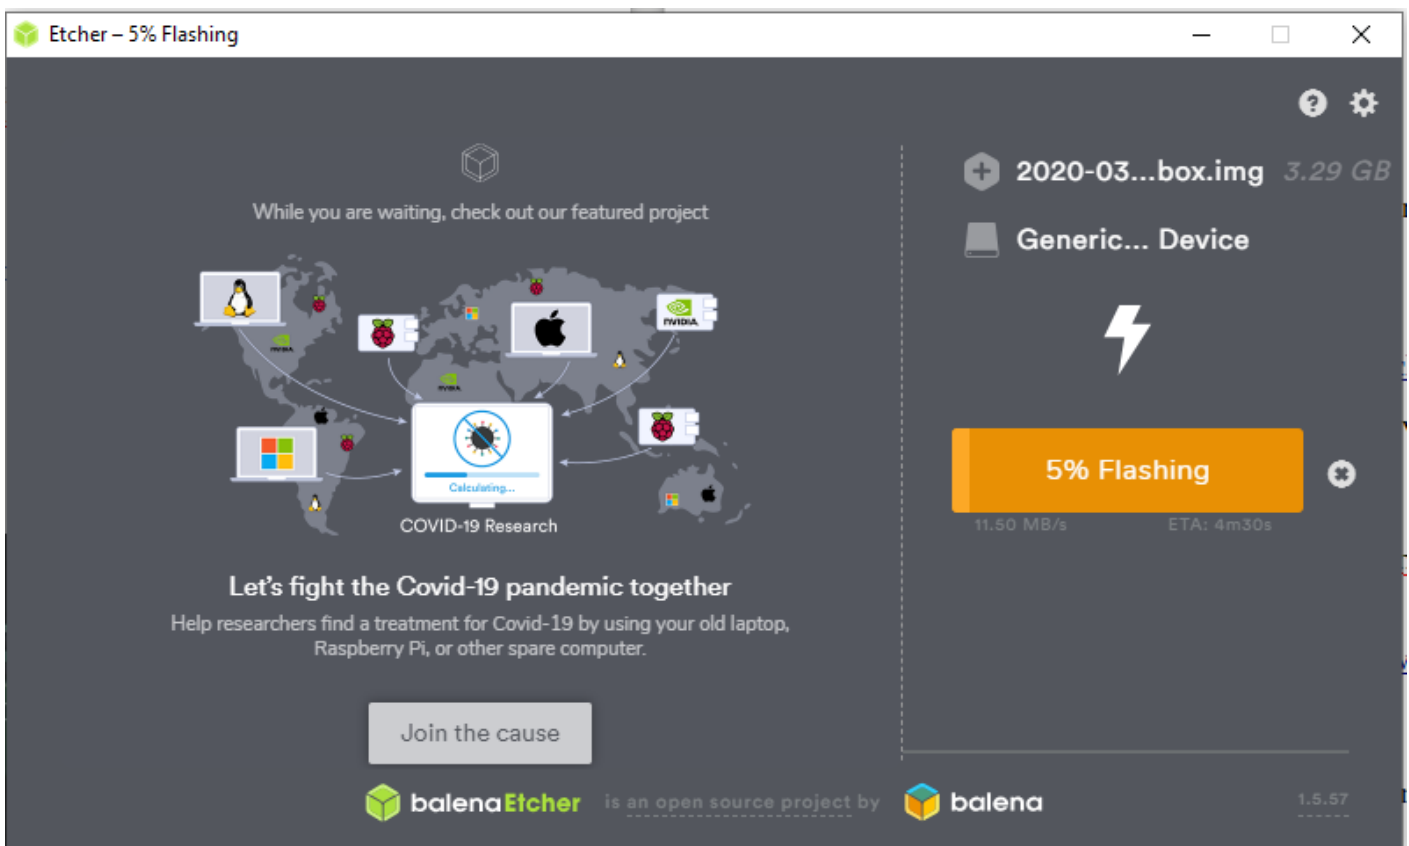 Etcher – 5% Flashing
While you are waiting, check out our featured project
NVIDIA
NVIDIA
NVIDIA
Calculating...
COVID-19 Research
Let's fight the Covid-19 pandemic together
Help researchers find a treatment for Covid-19 by using your old laptop,
Raspberry Pi, or other spare computer.
Join the cause
2020-03...box.img 3.29 GB
Generic... Device
5% Flashing
11.50 MB/s ETA: 4m30s
balenaEtcher is an open source project by balena 1.5.57